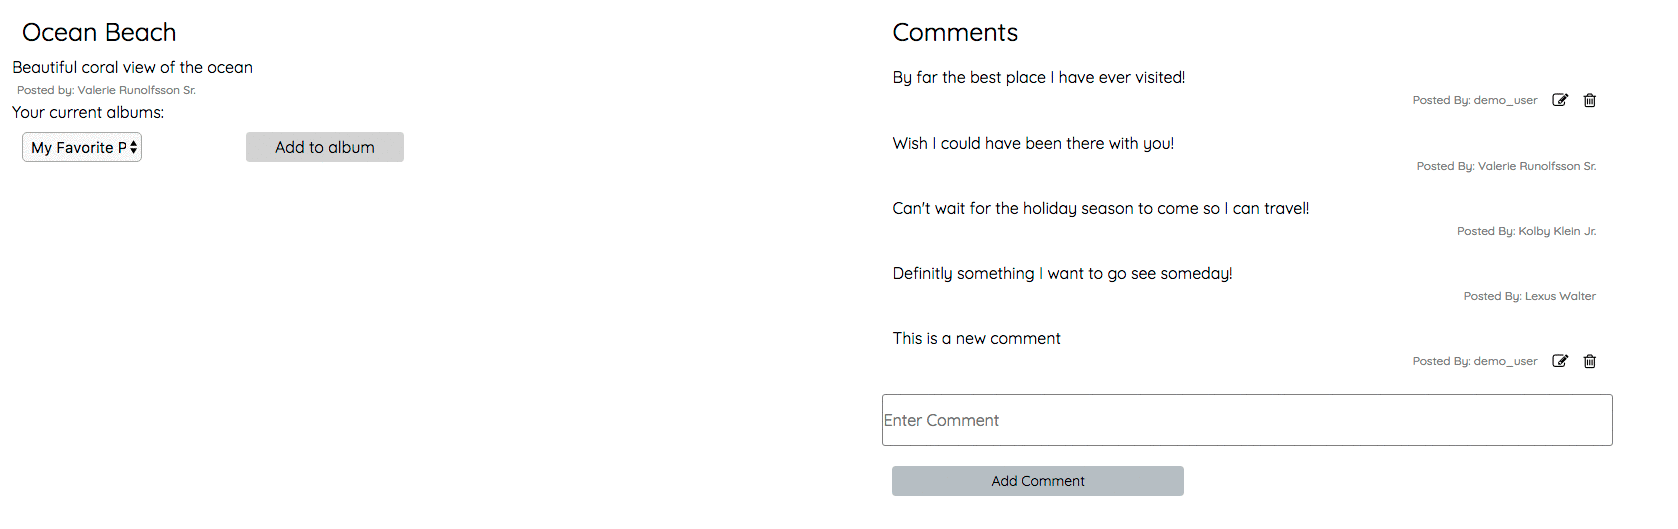 Ocean Beach
Beautiful coral view of the ocean
Posted by: Valerie Runolfsson Sr.
Your current albums:
My Favorite P
Add to album
Comments
By far the best place I have ever visited!
Posted By: demo_user
Wish I could have been there with you!
Posted By: Valerie Runolfsson Sr.
Can't wait for the holiday season to come so I can travel!
Posted By: Kolby Klein Jr.
Definitly something I want to go see someday!
Posted By: Lexus Walter
This is a new comment
Posted By: demo_user
Enter Comment
Add Comment